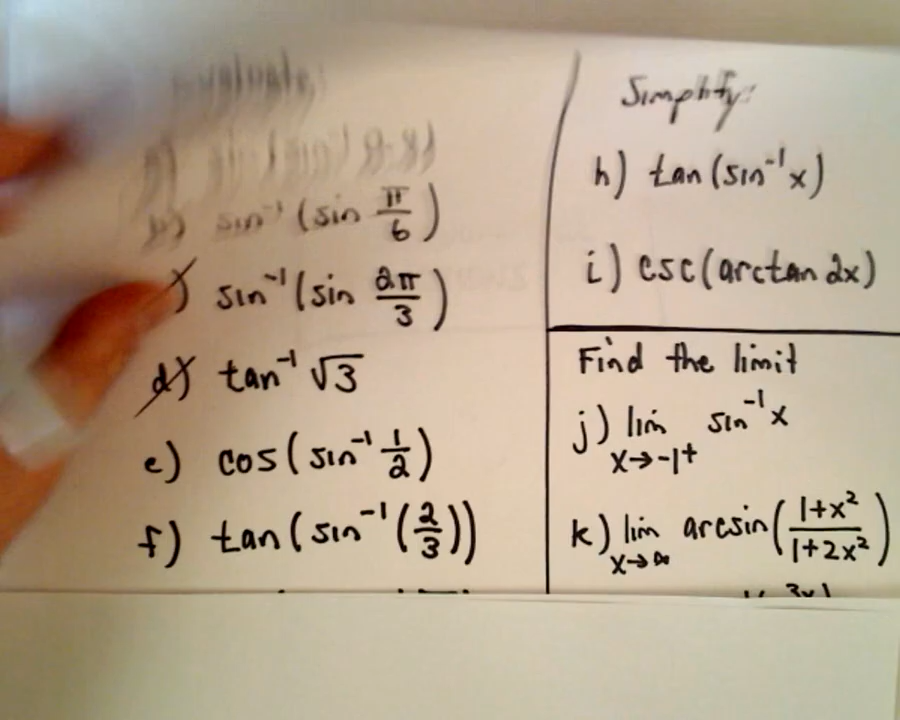 Evaluate:
b) sin⁻¹(sin π/6)
) sin⁻¹(sin 2π/3)
d) tan⁻¹ √3
e) cos(sin⁻¹ 1/2)
f) tan(sin⁻¹(2/3))
Simplify:
h) tan(sin⁻¹x)
i) csc(arctan 2x)
Find the limit
j) lim x→-1⁺ sin⁻¹x
k) lim x→∞ arcsin((1+x²)/(1+2x²))